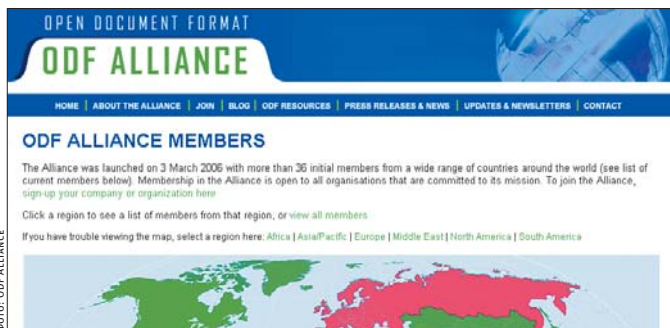 OPEN DOCUMENT FORMAT
ODF ALLIANCE
HOME | ABOUT THE ALLIANCE | JOIN | BLOG | ODF RESOURCES | PRESS RELEASES & NEWS | UPDATES & NEWSLETTERS | CONTACT
ODF ALLIANCE MEMBERS
The Alliance was launched on 3 March 2006 with more than 36 initial members from a wide range of countries around the world (see list of
current members below). Membership in the Alliance is open to all organisations that are committed to its mission. To join the Alliance,
sign-up your company or organization here
Click a region to see a list of members from that region, or view all members
If you have trouble viewing the map, select a region here: Africa | Asia/Pacific | Europe | Middle East | North America | South America
ODF ALLIANCE